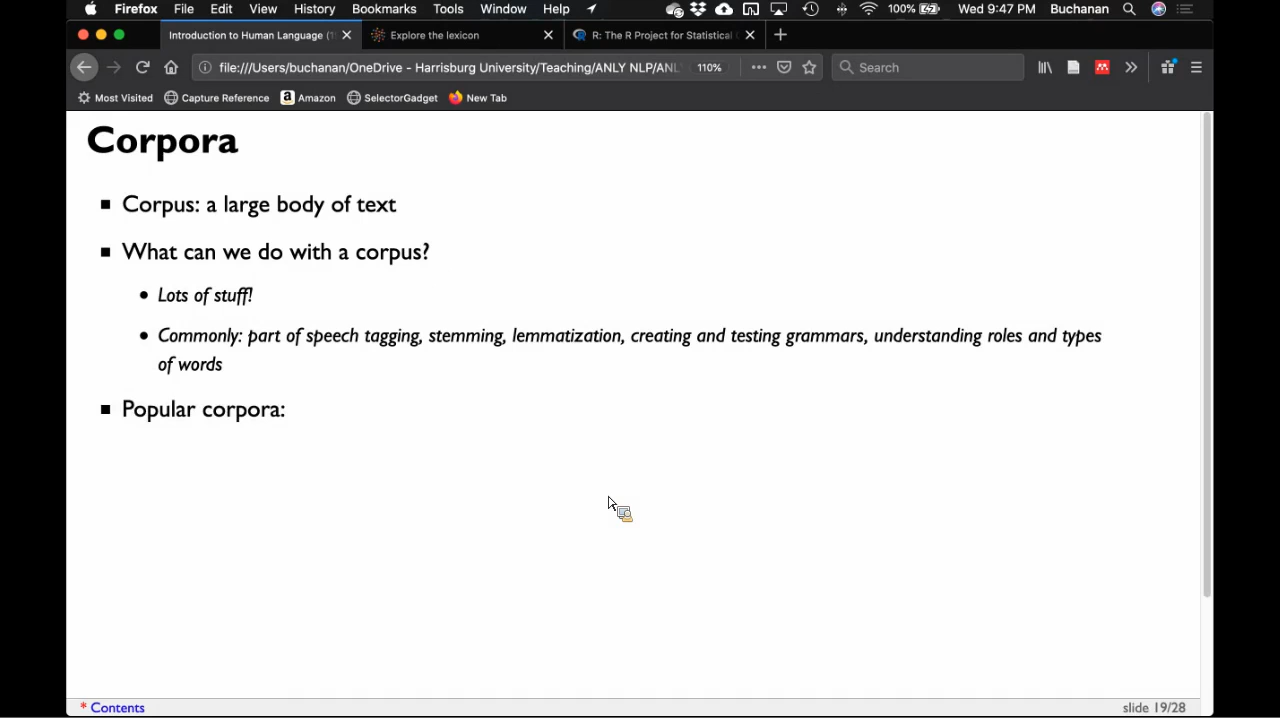 Firefox File Edit View History Bookmarks Tools Window Help 100% Wed 9:47 PM Buchanan
Introduction to Human Language ( Explore the lexicon R: The R Project for Statistical
file:///Users/buchanan/OneDrive - Harrisburg University/Teaching/ANLY NLP/ANL 110% Search
Most Visited Capture Reference Amazon SelectorGadget New Tab
Corpora
Corpus: a large body of text
What can we do with a corpus?
Lots of stuff!
Commonly: part of speech tagging, stemming, lemmatization, creating and testing grammars, understanding roles and types
of words
Popular corpora:
* Contents slide 19/28